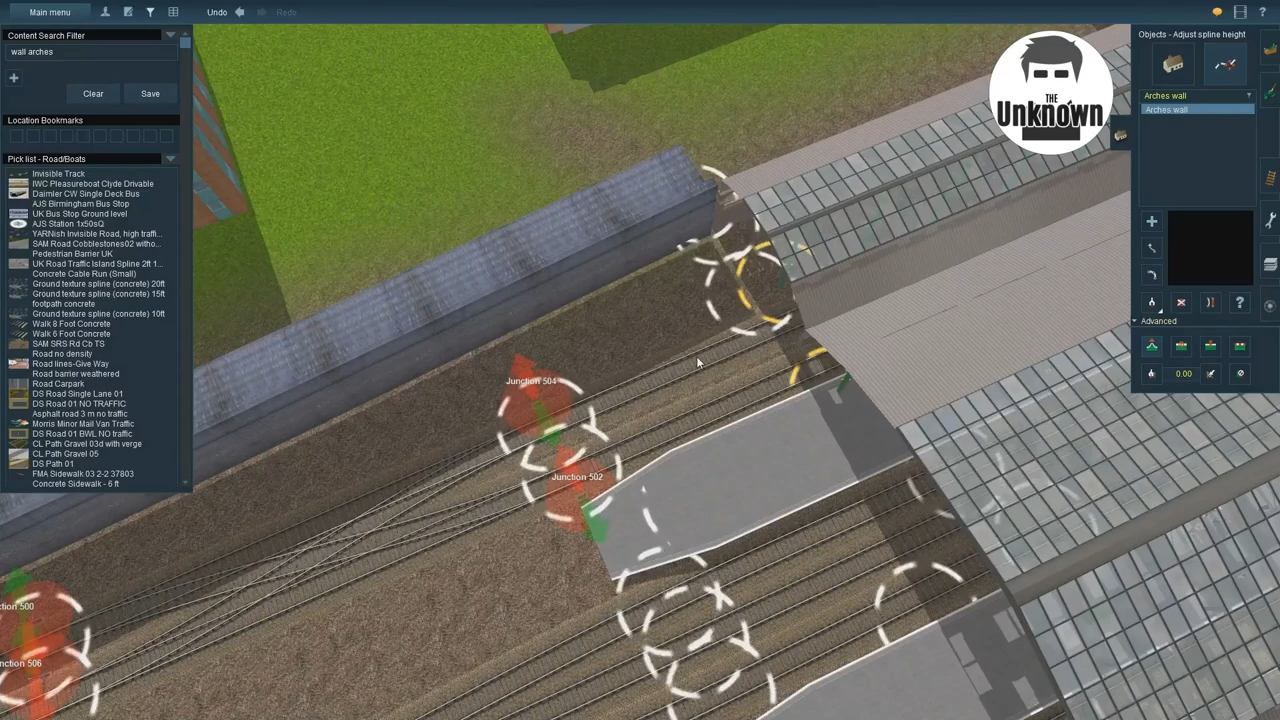 Main menu
Undo
Redo
Content Search Filter
wall arches
Clear
Save
Location Bookmarks
Pick list - Road/Boats
Invisible Track
IWC Pleasureboat Clyde Drivable
Daimler CW Single Deck Bus
AJS Birmingham Bus Stop
UK Bus Stop Ground level
AJS Station 1x50sQ
YARNish Invisible Road, high traffi...
SAM Road Cobblestones02 witho...
Pedestrian Barrier UK
UK Road Traffic Island Spline 2ft 1...
Concrete Cable Run (Small)
Ground texture spline (concrete) 20ft
Ground texture spline (concrete) 15ft
footpath concrete
Ground texture spline (concrete) 10ft
Walk 8 Foot Concrete
Walk 6 Foot Concrete
SAM SRS Rd Cb TS
Road no density
Road lines-Give Way
Road barrier weathered
Road Carpark
DS Road Single Lane 01
DS Road 01 NO TRAFFIC
Asphalt road 3 m no traffic
Morris Minor Mail Van Traffic
DS Road 01 BWL NO traffic
CL Path Gravel 03d with verge
CL Path Gravel 05
DS Path 01
FMA Sidewalk 03 2-2 37803
Concrete Sidewalk - 6 ft
Junction 504
Junction 502
ction 500
nction 506
THE
Unknown
Objects - Adjust spline height
Arches wall
Arches wall
Advanced
0.00